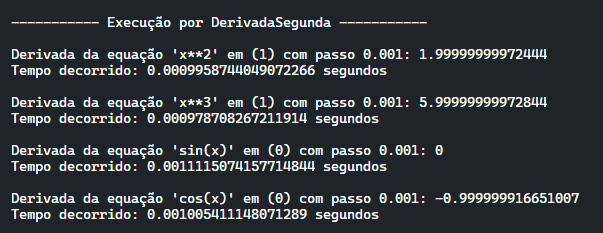 ----------- Execução por DerivadaSegunda -----------
Derivada da equação 'x**2' em (1) com passo 0.001: 1.99999999972444
Tempo decorrido: 0.0009958744049072266 segundos
Derivada da equação 'x**3' em (1) com passo 0.001: 5.99999999972844
Tempo decorrido: 0.000978708267211914 segundos
Derivada da equação 'sin(x)' em (0) com passo 0.001: 0
Tempo decorrido: 0.0011115074157714844 segundos
Derivada da equação 'cos(x)' em (0) com passo 0.001: -0.999999916651007
Tempo decorrido: 0.001005411148071289 segundos